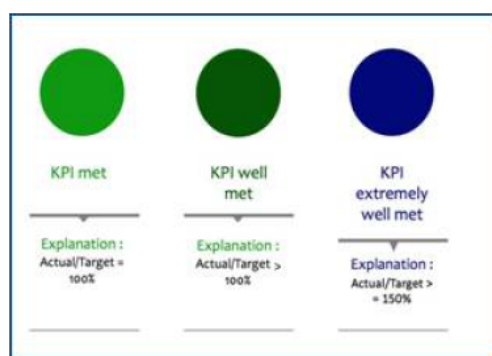 KPI met
Explanation :
Actual/Target =
100%
KPI well
met
Explanation :
Actual/Target >
100%
KPI
extremely
well met
Explanation :
Actual/Target >
= 150%